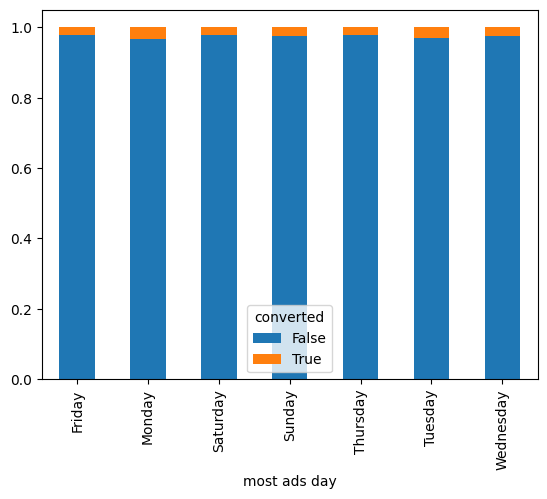 1.0
0.8
0.6
0.4
0.2
0.0
converted
False
True
Friday
Monday
Saturday
Sunday
Thursday
Tuesday
Wednesday
most ads day